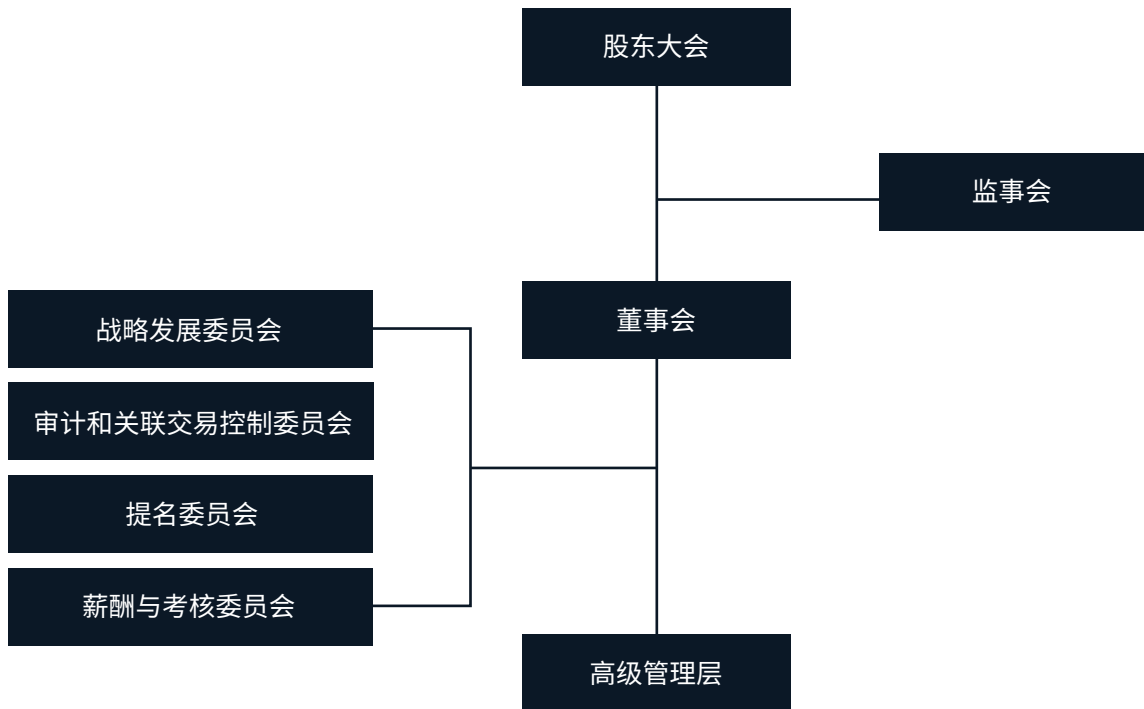 股东大会
监事会
董事会
战略发展委员会
审计和关联交易控制委员会
提名委员会
薪酬与考核委员会
高级管理层